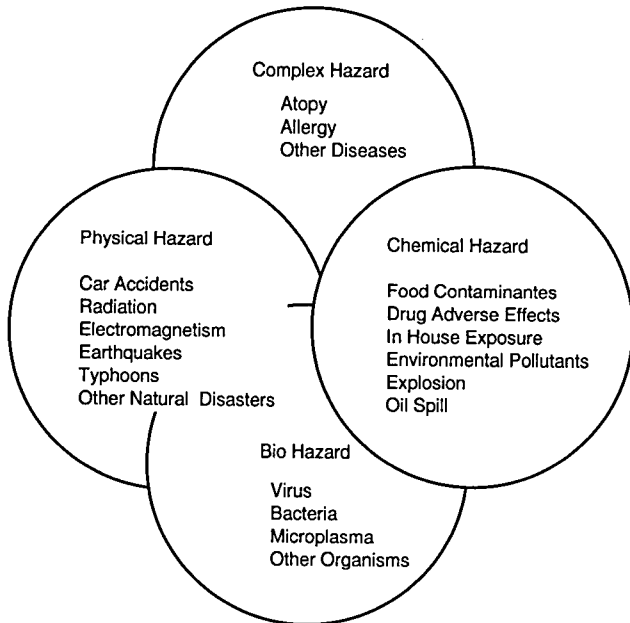 Complex Hazard
Atopy
Allergy
Other Diseases
Physical Hazard
Car Accidents
Radiation
Electromagnetism
Earthquakes
Typhoons
Other Natural Disasters
Chemical Hazard
Food Contaminantes
Drug Adverse Effects
In House Exposure
Environmental Pollutants
Explosion
Oil Spill
Bio Hazard
Virus
Bacteria
Microplasma
Other Organisms